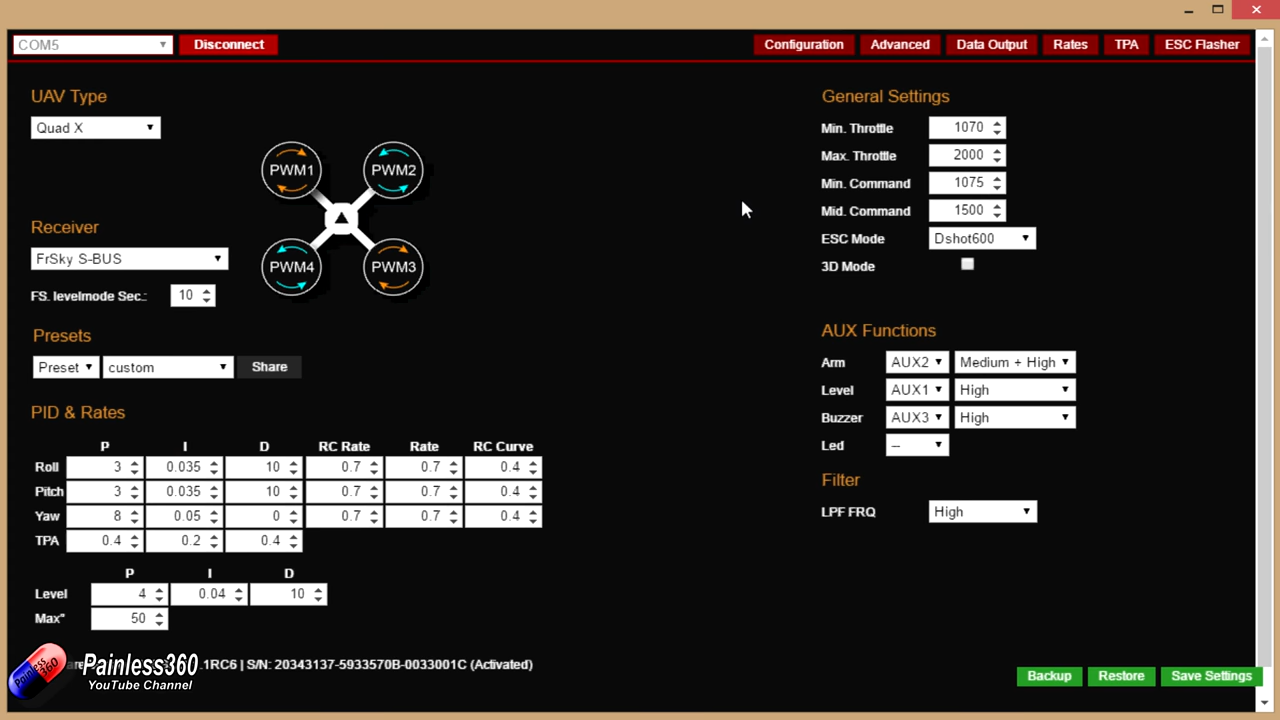 COM5 Disconnect Configuration Advanced Data Output Rates TPA ESC Flasher
UAV Type
Quad X
PWM1 PWM2
PWM4 PWM3
Receiver
FrSky S-BUS
FS. levelmode Sec.: 10
Presets
Preset custom Share
PID & Rates
P I D RC Rate Rate RC Curve
Roll 3 0.035 10 0.7 0.7 0.4
Pitch 3 0.035 10 0.7 0.7 0.4
Yaw 8 0.05 0 0.7 0.7 0.4
TPA 0.4 0.2 0.4
P I D
Level 4 0.04 10
Max° 50
General Settings
Min. Throttle 1070
Max. Throttle 2000
Min. Command 1075
Mid. Command 1500
ESC Mode Dshot600
3D Mode
AUX Functions
Arm AUX2 Medium + High
Level AUX1 High
Buzzer AUX3 High
Led --
Filter
LPF FRQ High
.1RC6 | S/N: 20343137-5933570B-0033001C (Activated)
Painless360
Painless360
YouTube Channel
Backup Restore Save Settings